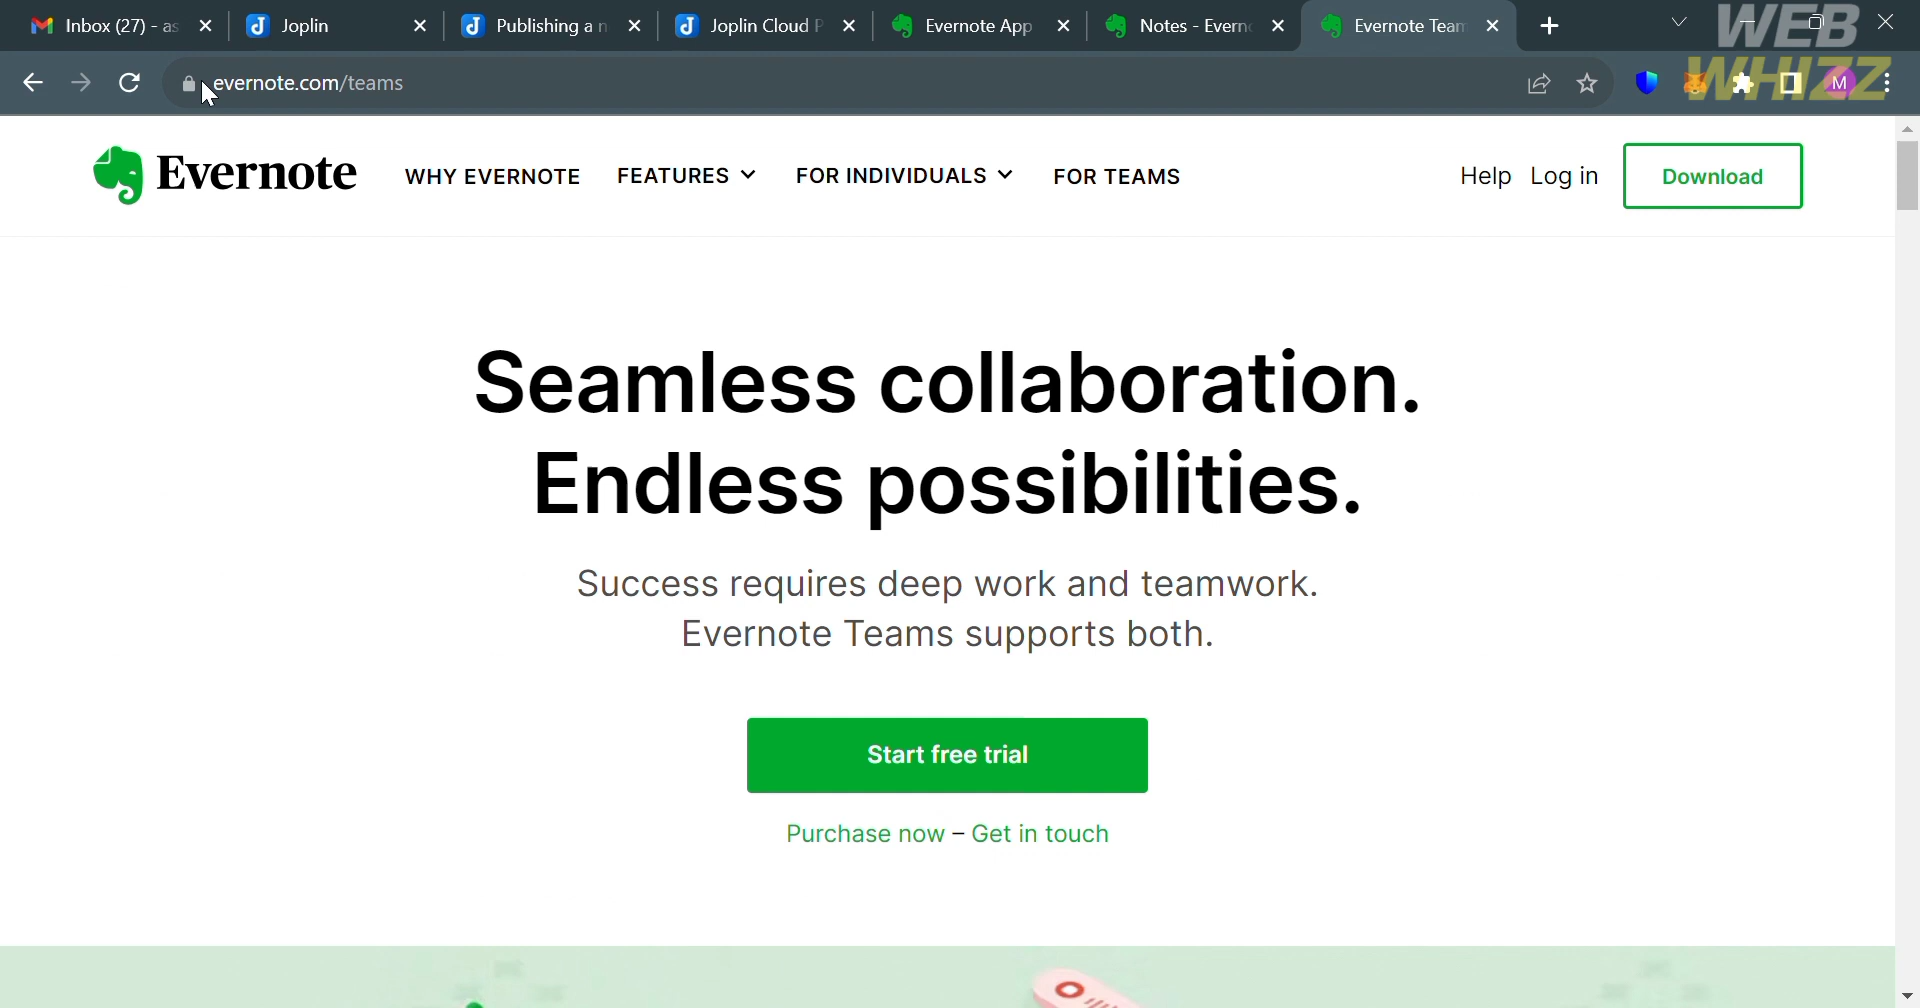 Inbox (27) - as
Joplin
Publishing a n
Joplin Cloud P
Evernote App
Notes - Everno
Evernote Team
WEB
WHIZZ
evernote.com/teams
M
Evernote
WHY EVERNOTE
FEATURES
FOR INDIVIDUALS
FOR TEAMS
Help
Log in
Download
Seamless collaboration.
Endless possibilities.
Success requires deep work and teamwork.
Evernote Teams supports both.
Start free trial
Purchase now – Get in touch